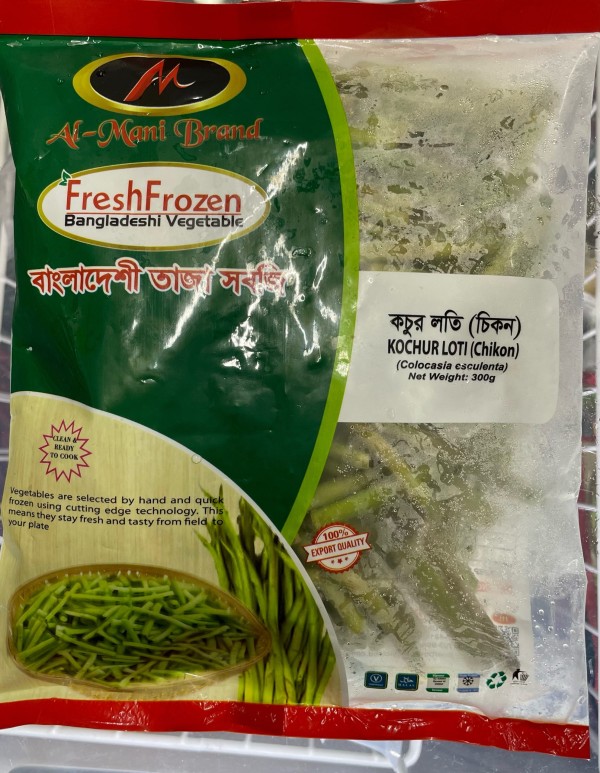 Al-Mani Brand
FreshFrozen
Bangladeshi Vegetable
বাংলাদেশী তাজা সবজি
কচুর লতি (চিকন)
KOCHUR LOTI (Chikon)
(Colocasia esculenta)
Net Weight: 300g
CLEAN &
READY
TO COOK
Vegetables are selected by hand and quick
frozen using cutting edge technology. This
means they stay fresh and tasty from field to
your plate
100%
EXPORT QUALITY